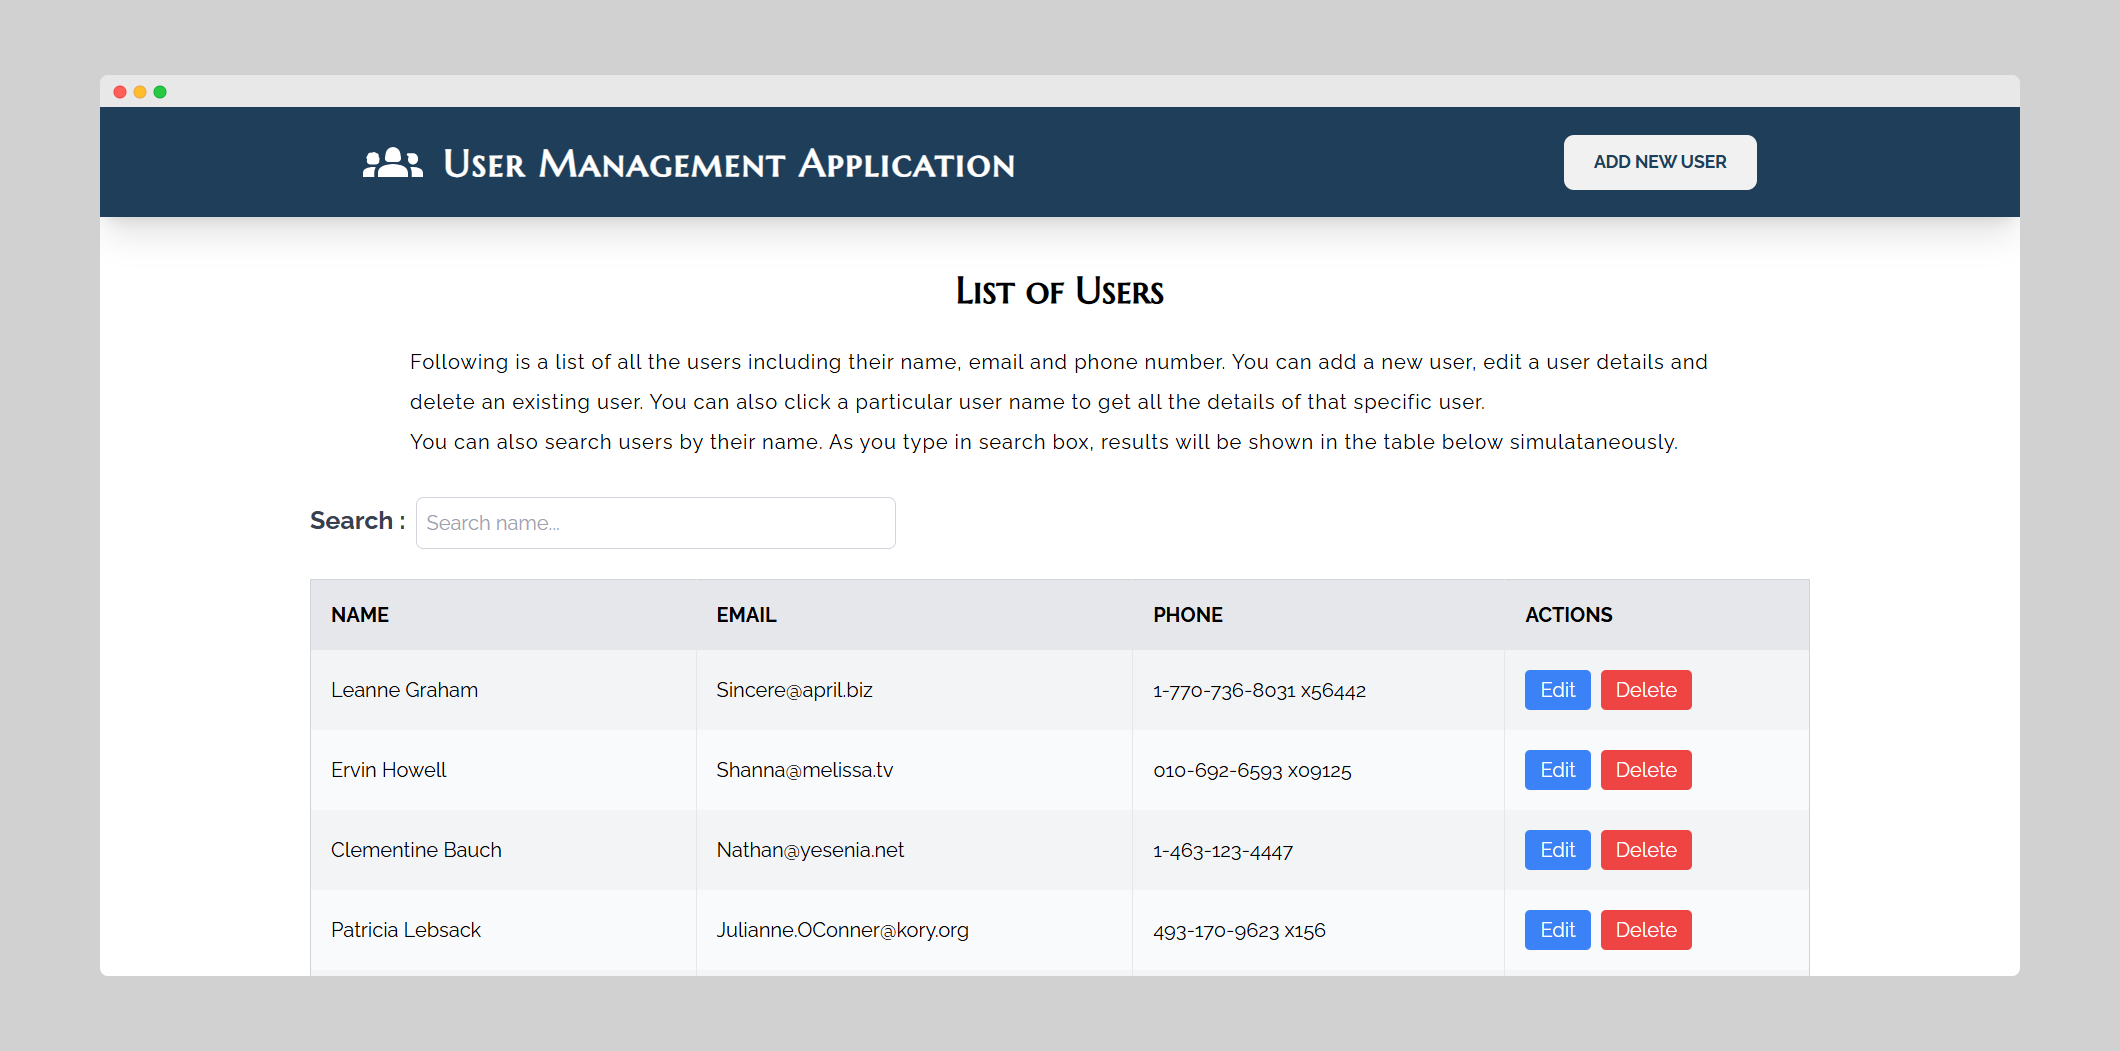 User Management Application
ADD NEW USER
List of Users
Following is a list of all the users including their name, email and phone number. You can add a new user, edit a user details and
delete an existing user. You can also click a particular user name to get all the details of that specific user.
You can also search users by their name. As you type in search box, results will be shown in the table below simulataneously.
Search : Search name...
NAME EMAIL PHONE ACTIONS
Leanne Graham Sincere@april.biz 1-770-736-8031 x56442 Edit Delete
Ervin Howell Shanna@melissa.tv 010-692-6593 x09125 Edit Delete
Clementine Bauch Nathan@yesenia.net 1-463-123-4447 Edit Delete
Patricia Lebsack Julianne.OConner@kory.org 493-170-9623 x156 Edit Delete